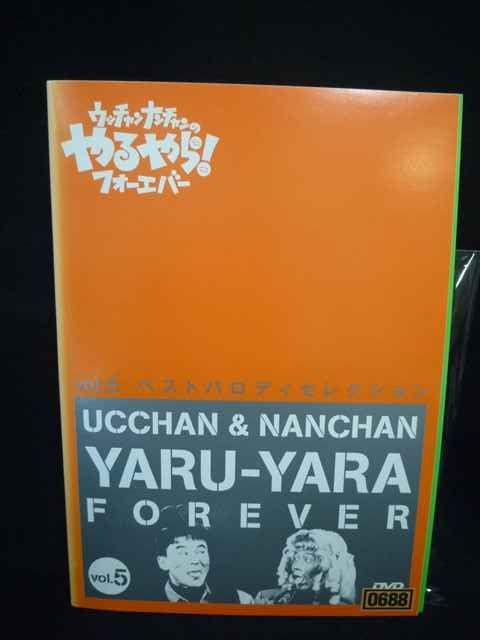 ウッチャンナンチャンの
やるやら!
フォーエバー
vol.5 ベストパロディセレクション
UCCHAN & NANCHAN
YARU-YARA
FOREVER
vol.5
DVD
0688